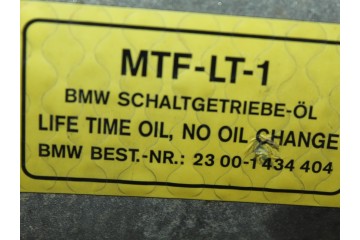 MTF-LT-1
BMW SCHALTGETRIEBE-ÖL
LIFE TIME OIL, NO OIL CHANGE
BMW BEST.-NR.: 23 00-1 434 404